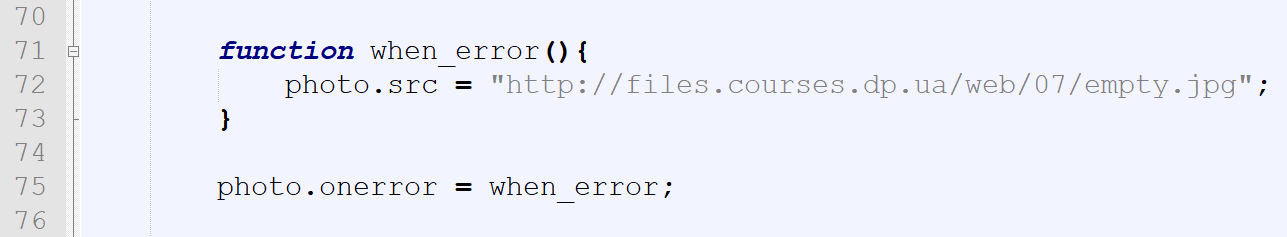 70
71 function when_error(){
72 photo.src = "http://files.courses.dp.ua/web/07/empty.jpg";
73 }
74
75 photo.onerror = when_error;
76